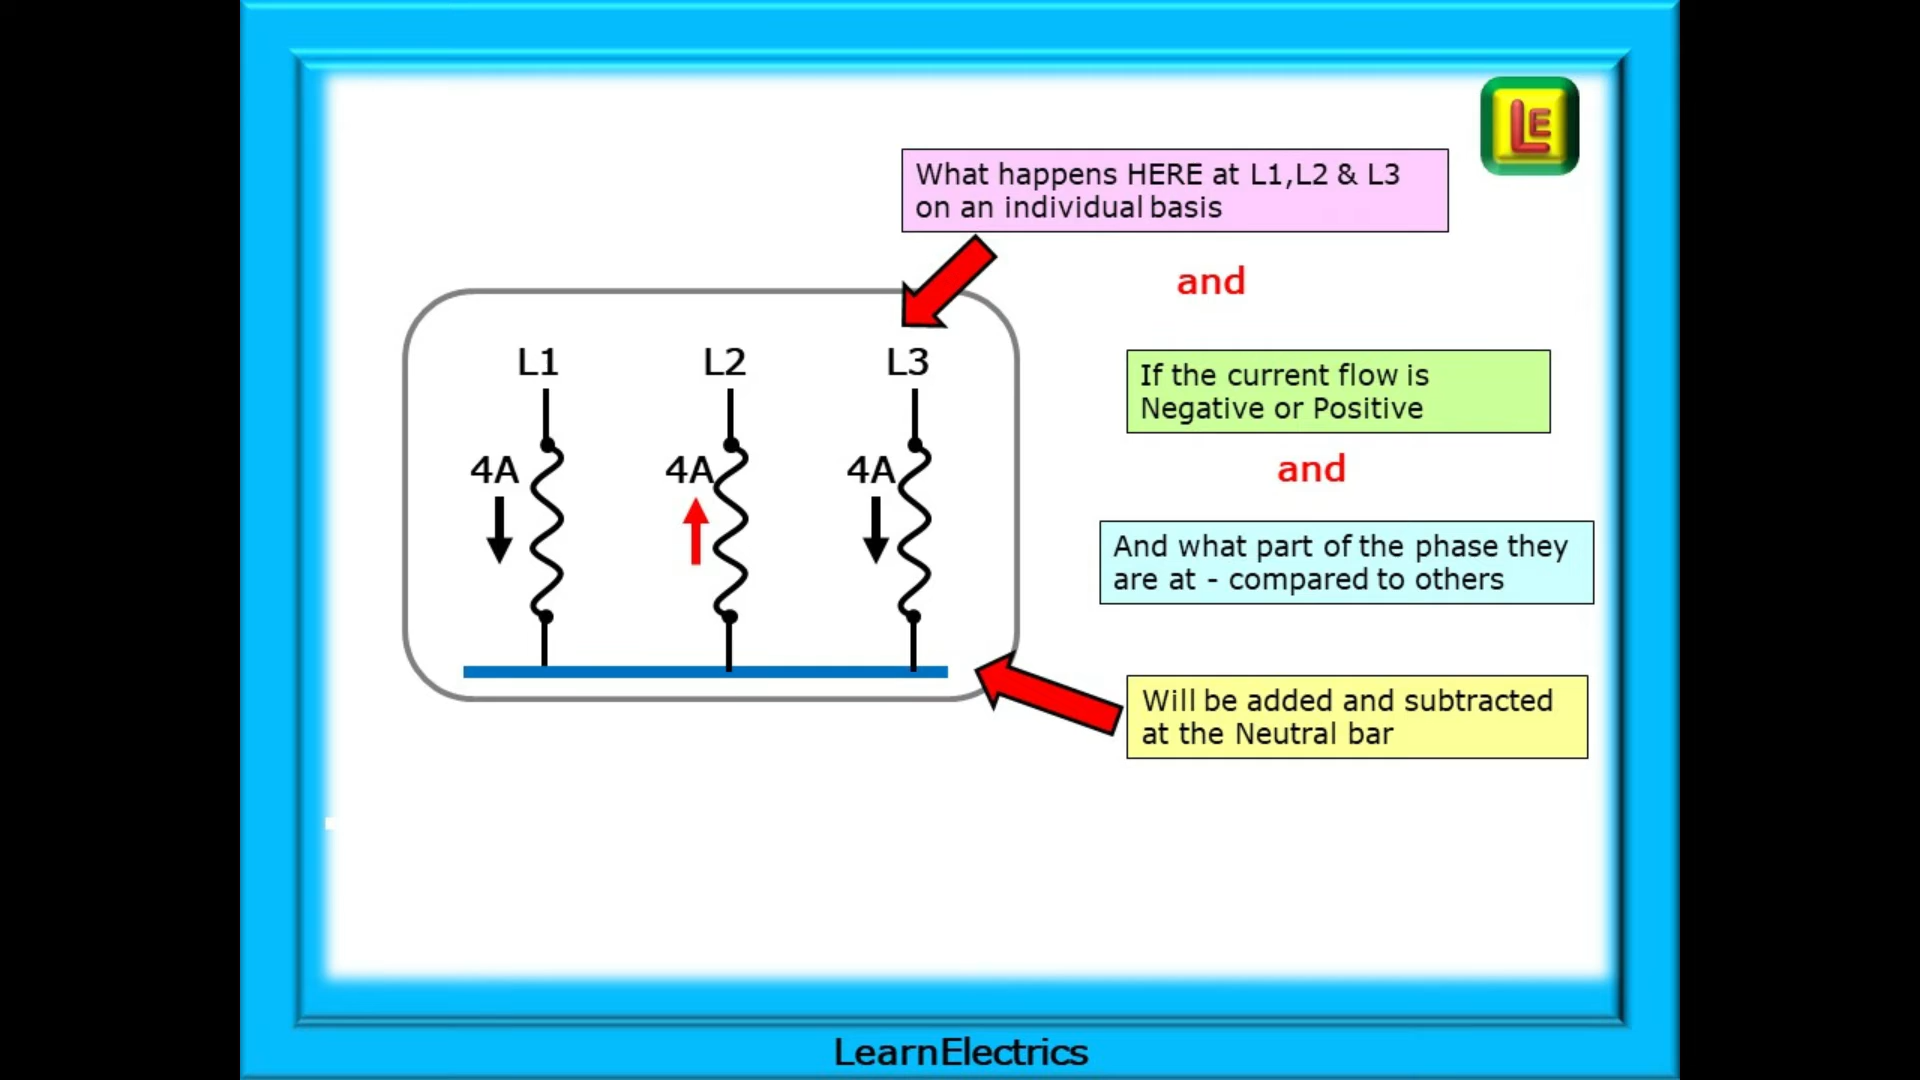 LE
What happens HERE at L1,L2 & L3
on an individual basis
and
L1 L2 L3
If the current flow is
Negative or Positive
4A 4A 4A
and
And what part of the phase they
are at - compared to others
Will be added and subtracted
at the Neutral bar
LearnElectrics